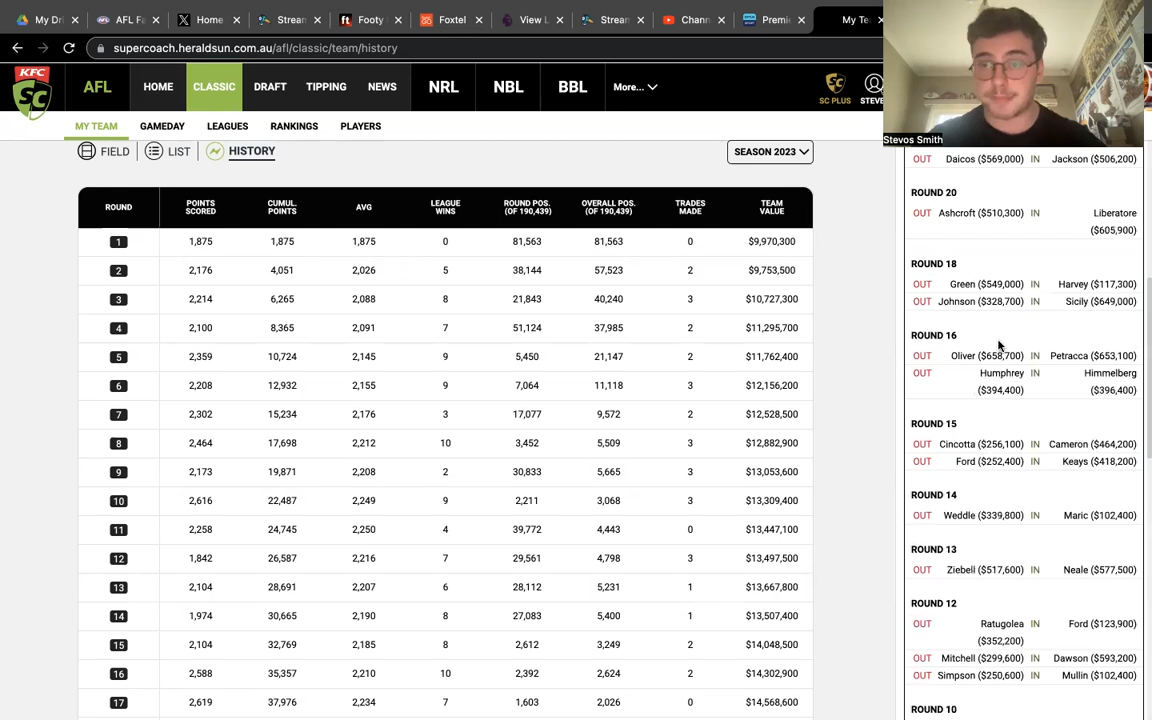 My Dri
AFL Fa
Home
Stream
Footy
Foxtel
View L
Stream
Chann
Premie
My Te
supercoach.heraldsun.com.au/afl/classic/team/history
KFC
SC
AFL
HOME
CLASSIC
DRAFT
TIPPING
NEWS
NRL
NBL
BBL
More...
SC PLUS
STEVE
MY TEAM
GAMEDAY
LEAGUES
RANKINGS
PLAYERS
Stevos Smith
FIELD
LIST
HISTORY
SEASON 2023
ROUND POINTS SCORED CUMUL. POINTS AVG LEAGUE WINS ROUND POS. (OF 190,439) OVERALL POS. (OF 190,439) TRADES MADE TEAM VALUE
1 1,875 1,875 1,875 0 81,563 81,563 0 $9,970,300
2 2,176 4,051 2,026 5 38,144 57,523 2 $9,753,500
3 2,214 6,265 2,088 8 21,843 40,240 3 $10,727,300
4 2,100 8,365 2,091 7 51,124 37,985 2 $11,295,700
5 2,359 10,724 2,145 9 5,450 21,147 2 $11,762,400
6 2,208 12,932 2,155 9 7,064 11,118 3 $12,156,200
7 2,302 15,234 2,176 3 17,077 9,572 2 $12,528,500
8 2,464 17,698 2,212 10 3,452 5,509 3 $12,882,900
9 2,173 19,871 2,208 2 30,833 5,665 3 $13,053,600
10 2,616 22,487 2,249 9 2,211 3,068 3 $13,309,400
11 2,258 24,745 2,250 4 39,772 4,443 0 $13,447,100
12 1,842 26,587 2,216 7 29,561 4,798 3 $13,497,500
13 2,104 28,691 2,207 6 28,112 5,231 1 $13,667,800
14 1,974 30,665 2,190 8 27,083 5,400 1 $13,507,400
15 2,104 32,769 2,185 8 2,612 3,249 2 $14,048,500
16 2,588 35,357 2,210 10 2,392 2,624 2 $14,302,900
17 2,619 37,976 2,234 7 1,603 2,026 0 $14,568,600
OUT Daicos ($569,000) IN Jackson ($506,200)
ROUND 20
OUT Ashcroft ($510,300) IN Liberatore
($605,900)
ROUND 18
OUT Green ($549,000) IN Harvey ($117,300)
OUT Johnson ($328,700) IN Sicily ($649,000)
ROUND 16
OUT Oliver ($658,700) IN Petracca ($653,100)
OUT Humphrey IN Himmelberg
($394,400) ($396,400)
ROUND 15
OUT Cincotta ($256,100) IN Cameron ($464,200)
OUT Ford ($252,400) IN Keays ($418,200)
ROUND 14
OUT Weddle ($339,800) IN Maric ($102,400)
ROUND 13
OUT Ziebell ($517,600) IN Neale ($577,500)
ROUND 12
OUT Ratugolea IN Ford ($123,900)
($352,200)
OUT Mitchell ($299,600) IN Dawson ($593,200)
OUT Simpson ($250,600) IN Mullin ($102,400)
ROUND 10